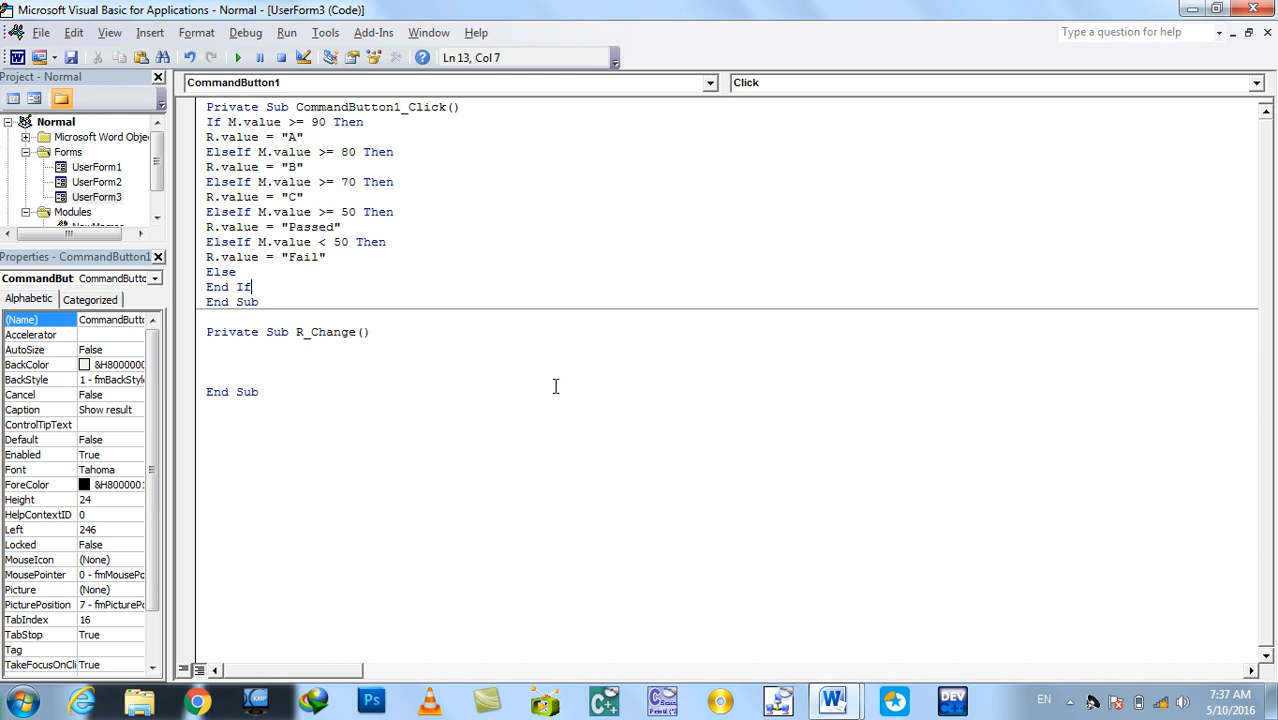 Microsoft Visual Basic for Applications - Normal - [UserForm3 (Code)]
File Edit View Insert Format Debug Run Tools Add-Ins Window Help
Type a question for help
Ln 13, Col 7
Project - Normal
CommandButton1
Click
Normal
Microsoft Word Obje
Forms
UserForm1
UserForm2
UserForm3
Modules
Private Sub CommandButton1_Click()
If M.value >= 90 Then
R.value = "A"
ElseIf M.value >= 80 Then
R.value = "B"
ElseIf M.value >= 70 Then
R.value = "C"
ElseIf M.value >= 50 Then
R.value = "Passed"
ElseIf M.value < 50 Then
R.value = "Fail"
Else
End If
End Sub
Private Sub R_Change()
End Sub
Properties - CommandButton1
CommandBut CommandButto
Alphabetic Categorized
(Name) CommandButto
Accelerator
AutoSize False
BackColor &H8000000
BackStyle 1 - fmBackStyl
Cancel False
Caption Show result
ControlTipText
Default False
Enabled True
Font Tahoma
ForeColor &H8000001
Height 24
HelpContextID 0
Left 246
Locked False
MouseIcon (None)
MousePointer 0 - fmMousePo
Picture (None)
PicturePosition 7 - fmPicturePo
TabIndex 16
TabStop True
Tag
TakeFocusOnCli True
EN
7:37 AM
5/10/2016